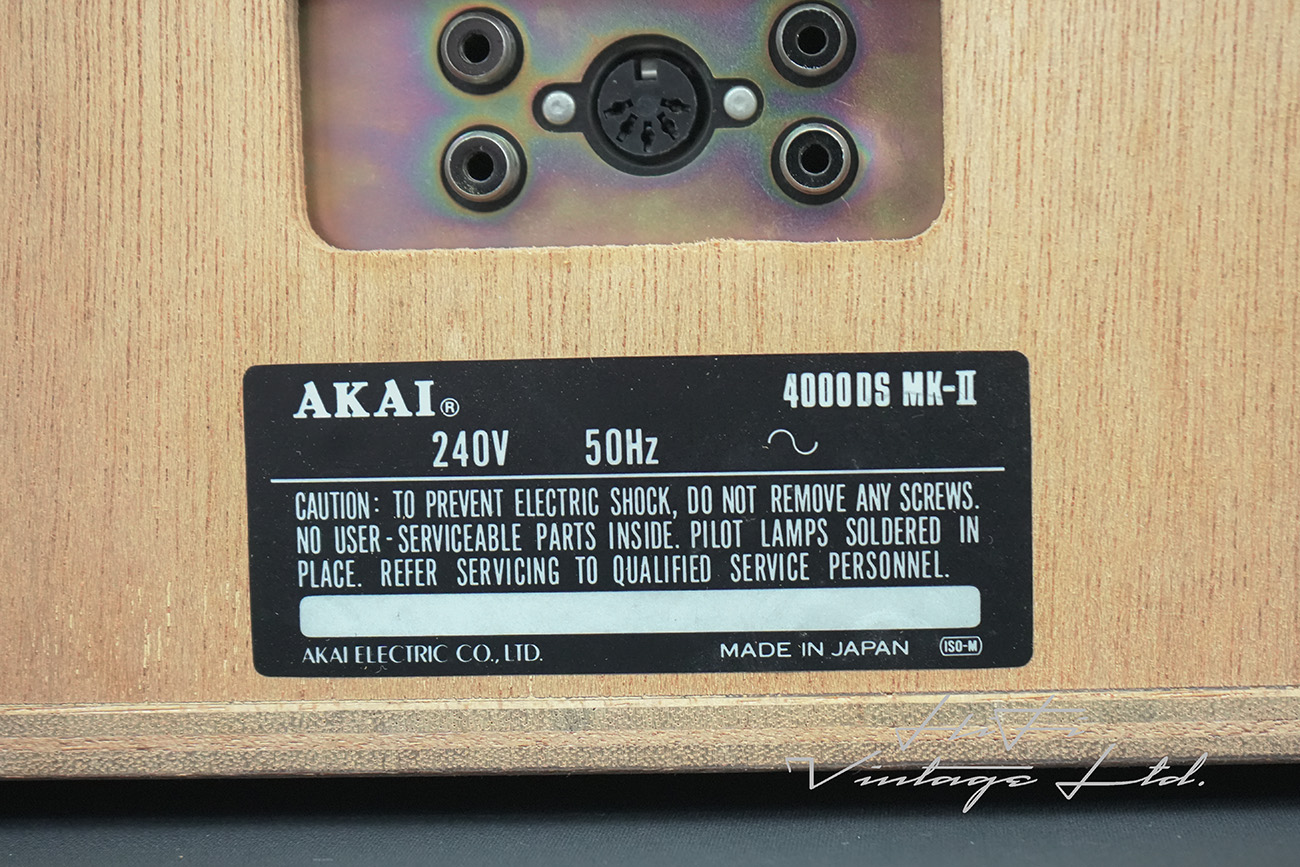 AKAI® 4000DS MK-II
240V 50Hz
CAUTION: TO PREVENT ELECTRIC SHOCK, DO NOT REMOVE ANY SCREWS.
NO USER-SERVICEABLE PARTS INSIDE. PILOT LAMPS SOLDERED IN
PLACE. REFER SERVICING TO QUALIFIED SERVICE PERSONNEL.
AKAI ELECTRIC CO., LTD. MADE IN JAPAN ISO-M
HiFi
Vintage Ltd.